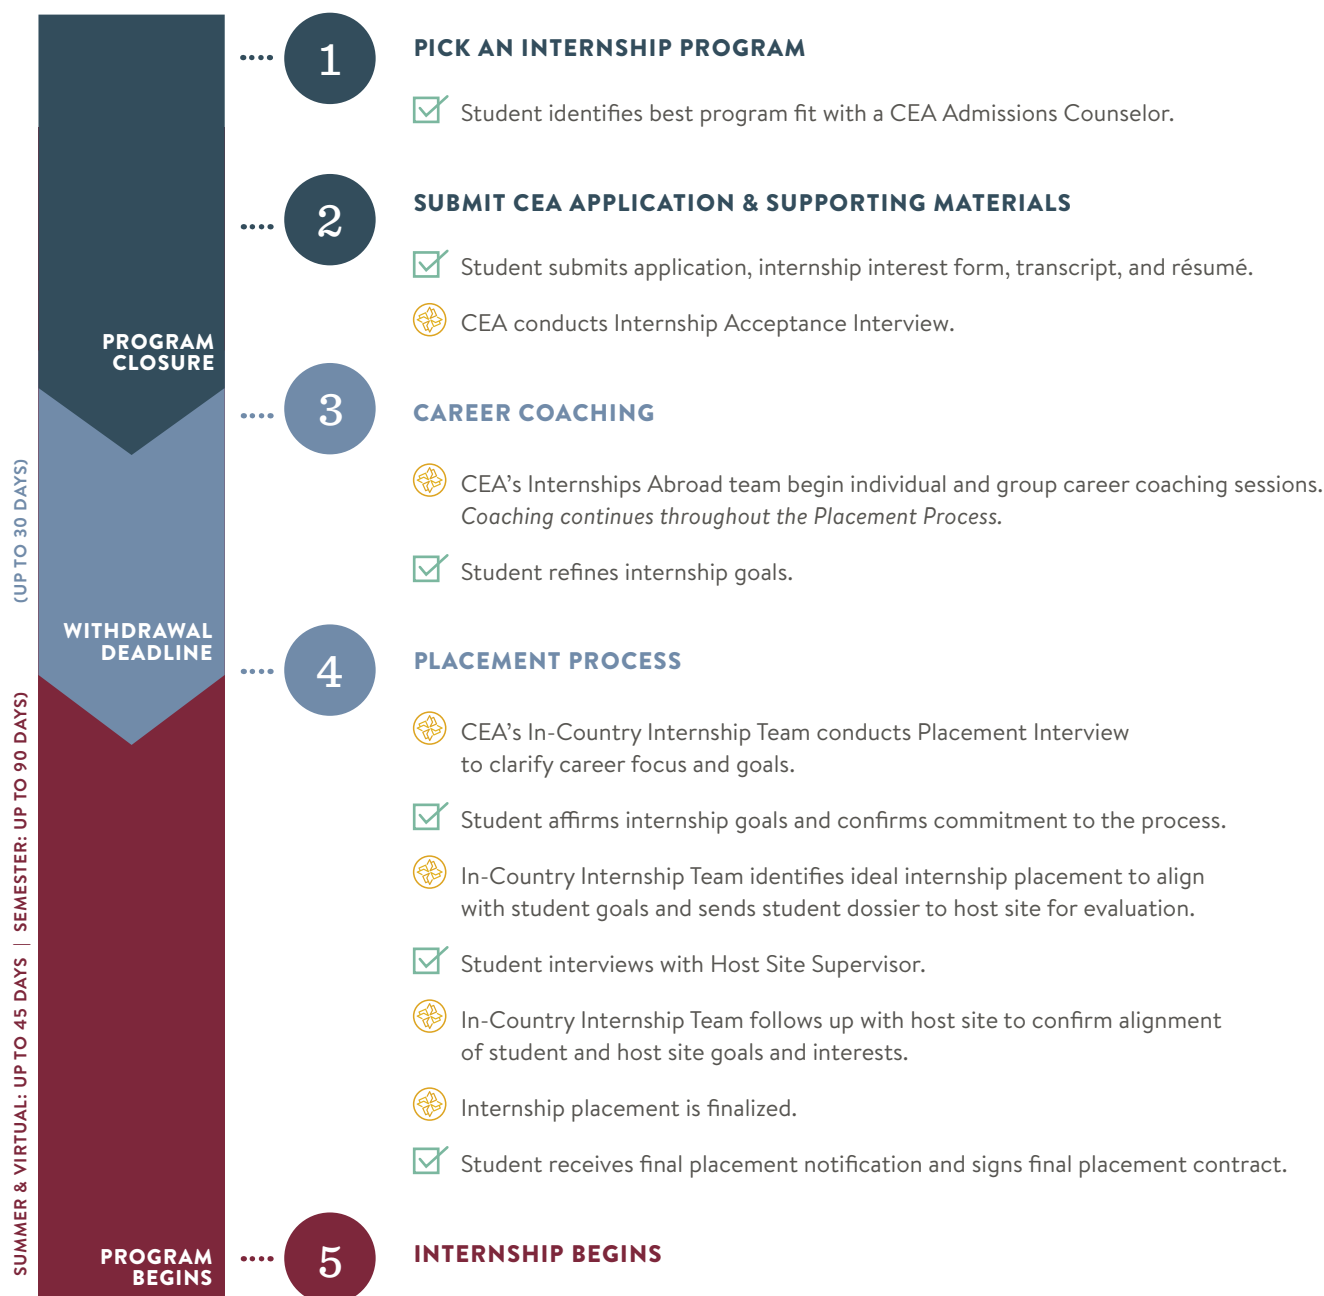 1
PICK AN INTERNSHIP PROGRAM
Student identifies best program fit with a CEA Admissions Counselor.
2
SUBMIT CEA APPLICATION & SUPPORTING MATERIALS
Student submits application, internship interest form, transcript, and résumé.
CEA conducts Internship Acceptance Interview.
PROGRAM
CLOSURE
3
CAREER COACHING
CEA’s Internships Abroad team begin individual and group career coaching sessions.
Coaching continues throughout the Placement Process.
Student refines internship goals.
(UP TO 30 DAYS)
WITHDRAWAL
DEADLINE
4
PLACEMENT PROCESS
CEA’s In-Country Internship Team conducts Placement Interview
to clarify career focus and goals.
Student affirms internship goals and confirms commitment to the process.
In-Country Internship Team identifies ideal internship placement to align
with student goals and sends student dossier to host site for evaluation.
Student interviews with Host Site Supervisor.
In-Country Internship Team follows up with host site to confirm alignment
of student and host site goals and interests.
Internship placement is finalized.
Student receives final placement notification and signs final placement contract.
SUMMER & VIRTUAL: UP TO 45 DAYS | SEMESTER: UP TO 90 DAYS)
PROGRAM
BEGINS
5
INTERNSHIP BEGINS